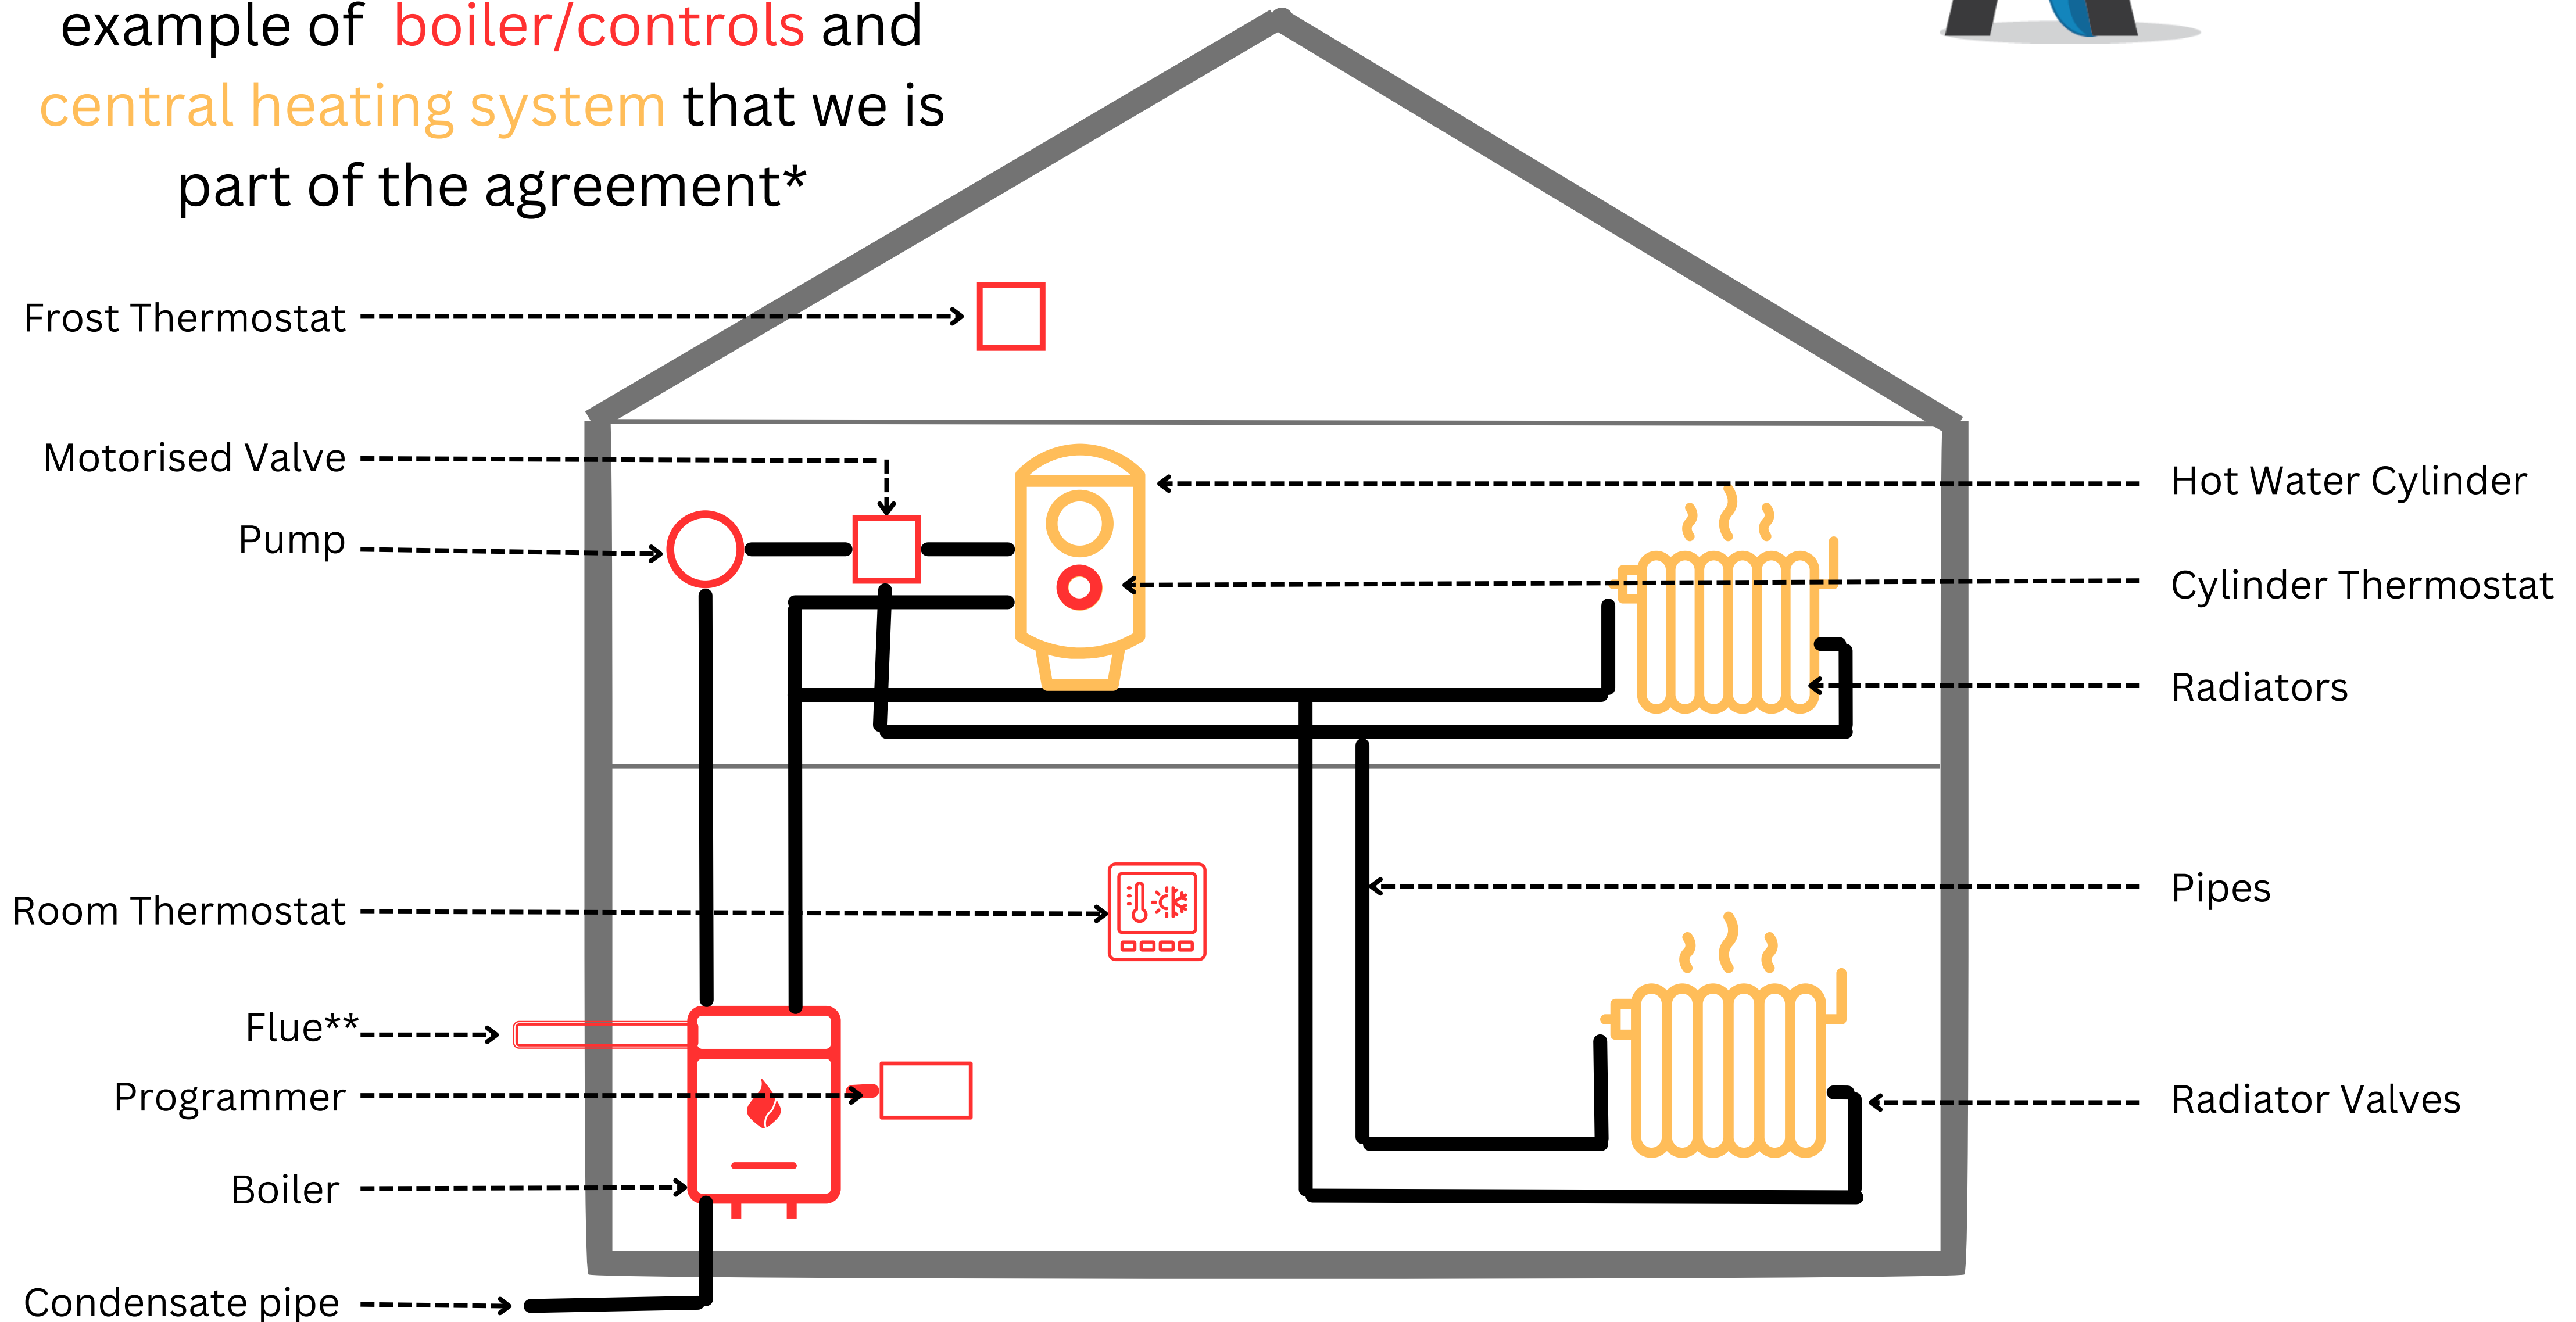 example of boiler/controls and
central heating system that we is
part of the agreement*
Frost Thermostat
Motorised Valve
Pump
Room Thermostat
Flue**
Programmer
Boiler
Condensate pipe
Hot Water Cylinder
Cylinder Thermostat
Radiators
Pipes
Radiator Valves